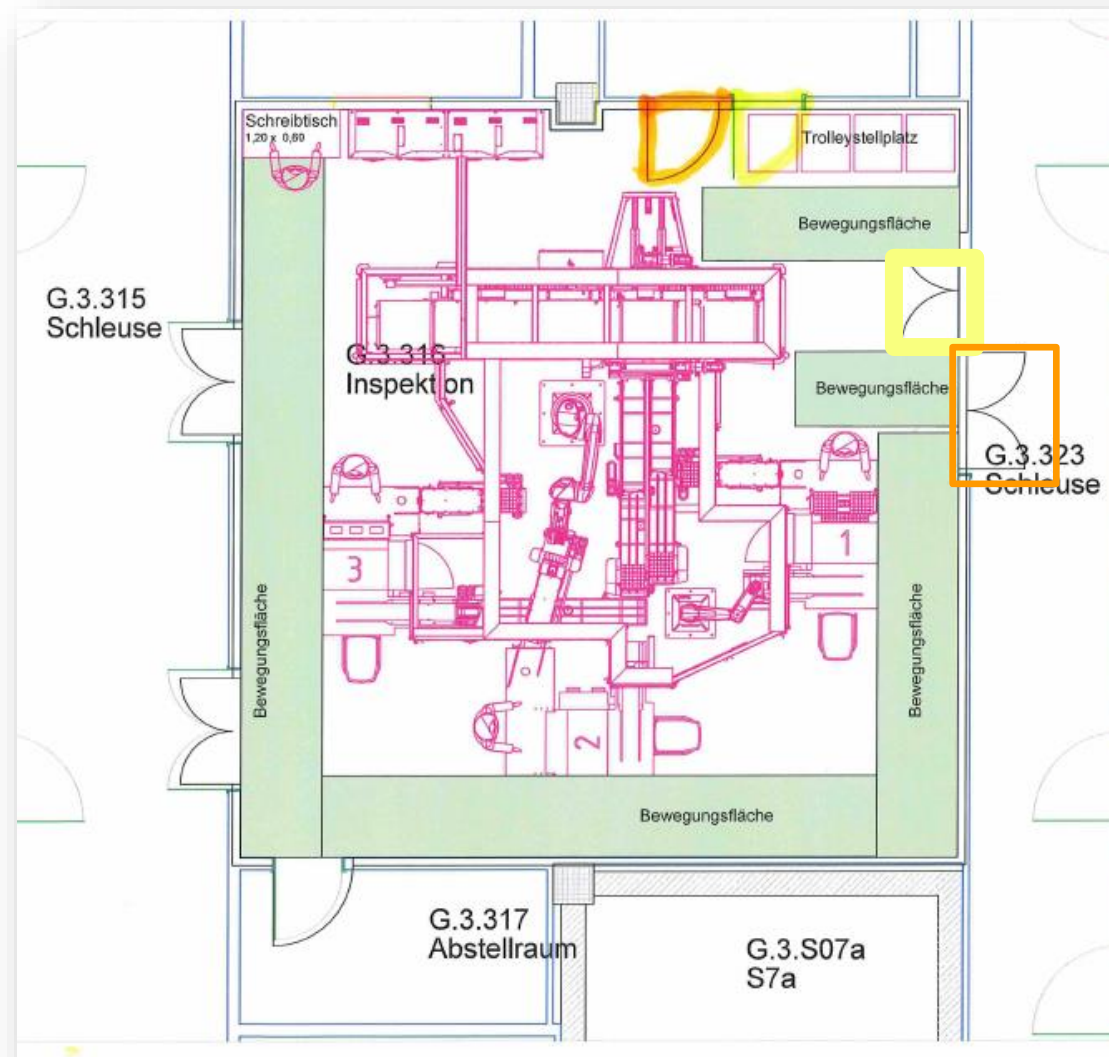 Schreibtisch
1,20 x 0,60
Trolleystellplatz
Bewegungsfläche
G.3.315
Schleuse
G.3.316
Inspektion
Bewegungsfläche
G.3.323
Schleuse
1
3
Bewegungsfläche
Bewegungsfläche
2
Bewegungsfläche
G.3.317
Abstellraum
G.3.S07a
S7a